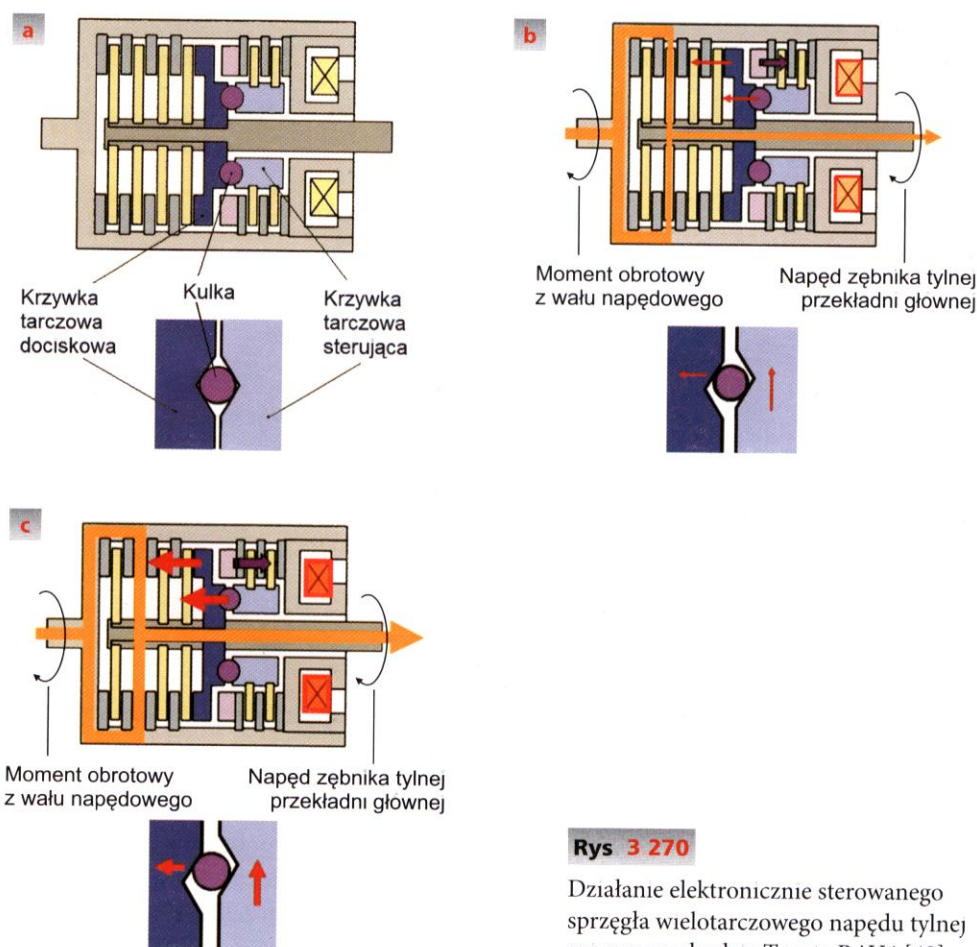 a
Krzywka
tarczowa
dociskowa
Kulka
Krzywka
tarczowa
sterująca
b
Moment obrotowy
z wału napędowego
Napęd zębnika tylnej
przekładni głównej
c
Moment obrotowy
z wału napędowego
Napęd zębnika tylnej
przekładni głównej
Rys 3 270
Działanie elektronicznie sterowanego
sprzęgła wielotarczowego napędu tylnej